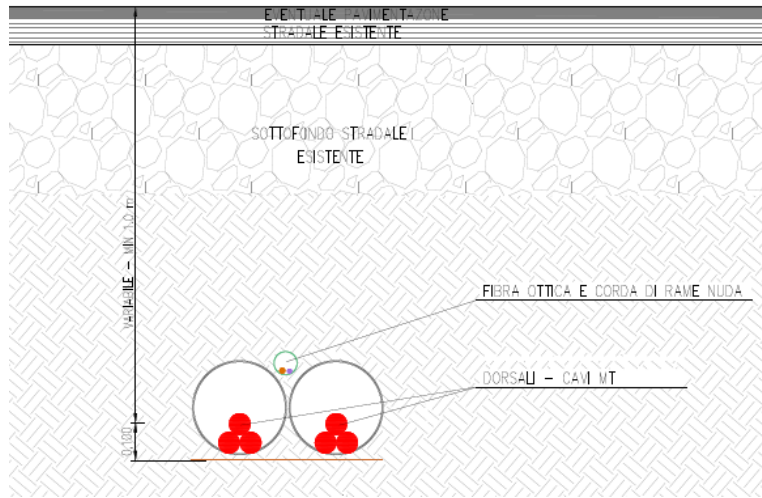 EVENTUALE PAVIMENTAZONE
STRADALE ESISTENTE
SOTTOFONDO STRADALE
ESISTENTE
VARIABILE - MIN 1.0 m
FIBRA OTTICA E CORDA DI RAME NUDA
DORSALI - CAVI MT
0.100